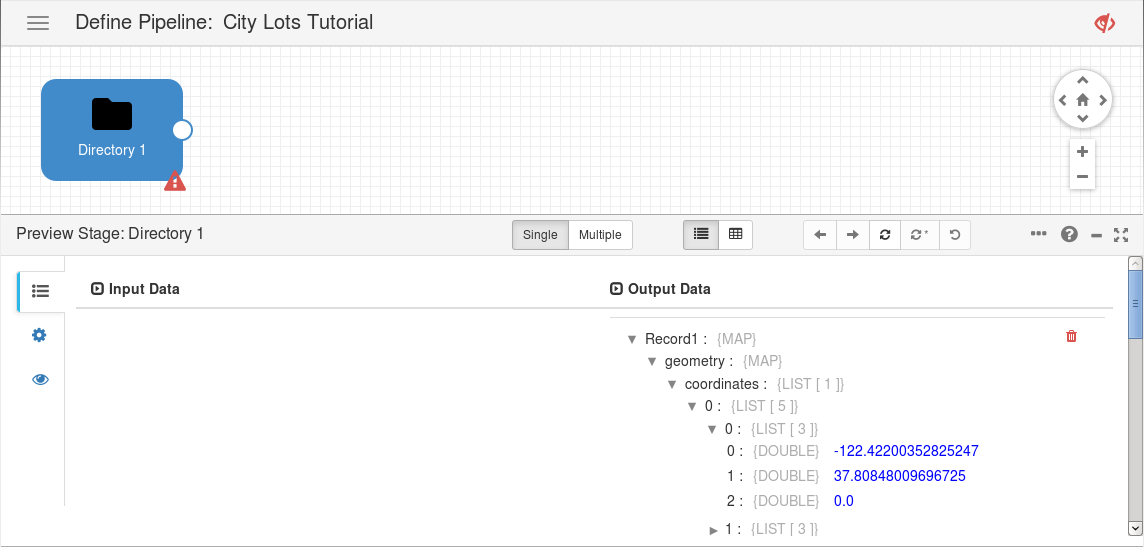 Define Pipeline: City Lots Tutorial
Directory 1
Preview Stage: Directory 1 Single Multiple
Input Data Output Data
Record1 : {MAP}
geometry : {MAP}
coordinates : {LIST [ 1 ]}
0 : {LIST [ 5 ]}
0 : {LIST [ 3 ]}
0 : {DOUBLE} -122.42200352825247
1 : {DOUBLE} 37.80848009696725
2 : {DOUBLE} 0.0
1 : {LIST [ 3 ]}